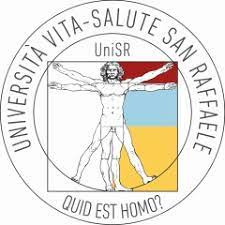 UNIVERSITÀ VITA-SALUTE SAN RAFFAELE
UniSR
QUID EST HOMO?